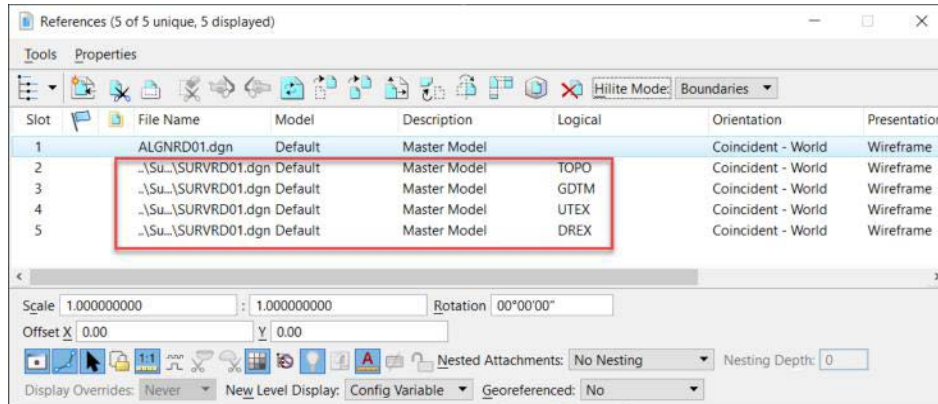 References (5 of 5 unique, 5 displayed)
Tools Properties
Hilite Mode: Boundaries
Slot File Name Model Description Logical Orientation Presentation
1 ALGNRD01.dgn Default Master Model Coincident - World Wireframe
2 ..\Su...\SURVRD01.dgn Default Master Model TOPO Coincident - World Wireframe
3 ..\Su...\SURVRD01.dgn Default Master Model GDTM Coincident - World Wireframe
4 ..\Su...\SURVRD01.dgn Default Master Model UTEX Coincident - World Wireframe
5 ..\Su...\SURVRD01.dgn Default Master Model DREX Coincident - World Wireframe
Scale 1.000000000 : 1.000000000 Rotation 00°00'00"
Offset X 0.00 Y 0.00
1:1 A Nested Attachments: No Nesting Nesting Depth: 0
Display Overrides: Never New Level Display: Config Variable Georeferenced: No